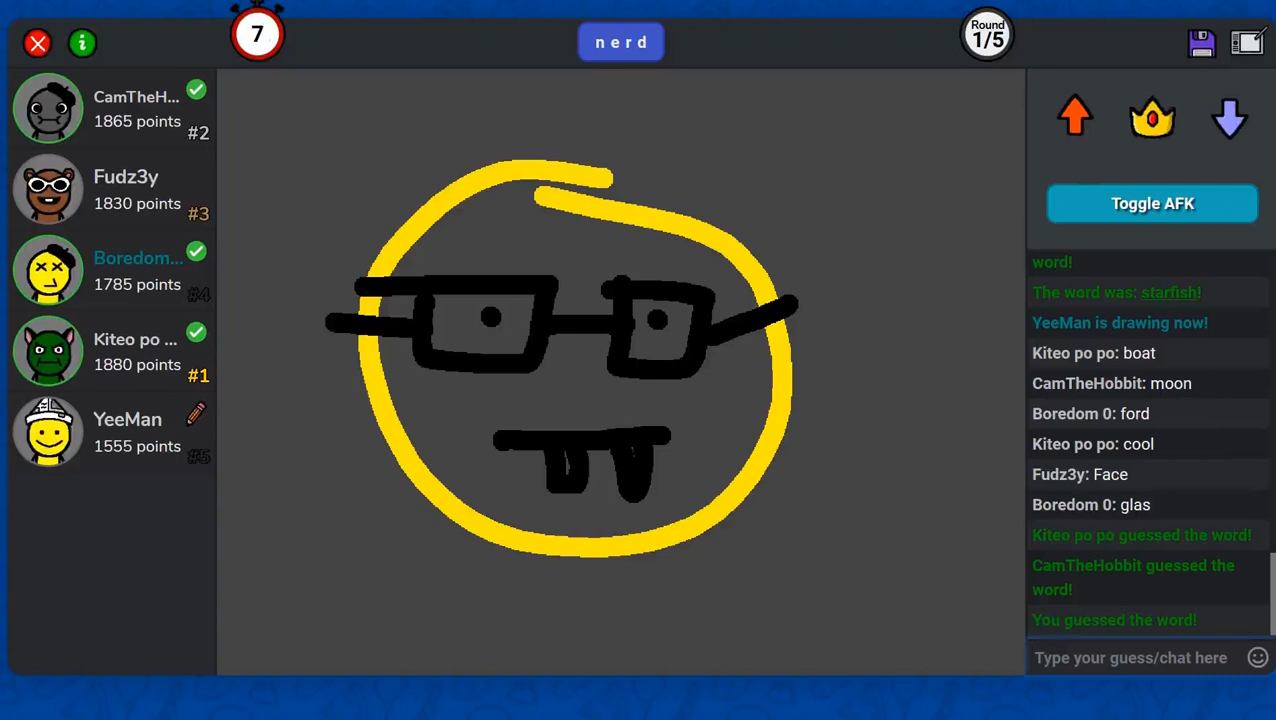 7
nerd
Round
1/5
i
CamTheH...
1865 points
#2
Fudz3y
1830 points
#3
Boredom...
1785 points
#4
Kiteo po ...
1880 points
#1
YeeMan
1555 points
#5
Toggle AFK
word!
The word was: starfish!
YeeMan is drawing now!
Kiteo po po: boat
CamTheHobbit: moon
Boredom 0: ford
Kiteo po po: cool
Fudz3y: Face
Boredom 0: glas
Kiteo po po guessed the word!
CamTheHobbit guessed the
word!
You guessed the word!
Type your guess/chat here